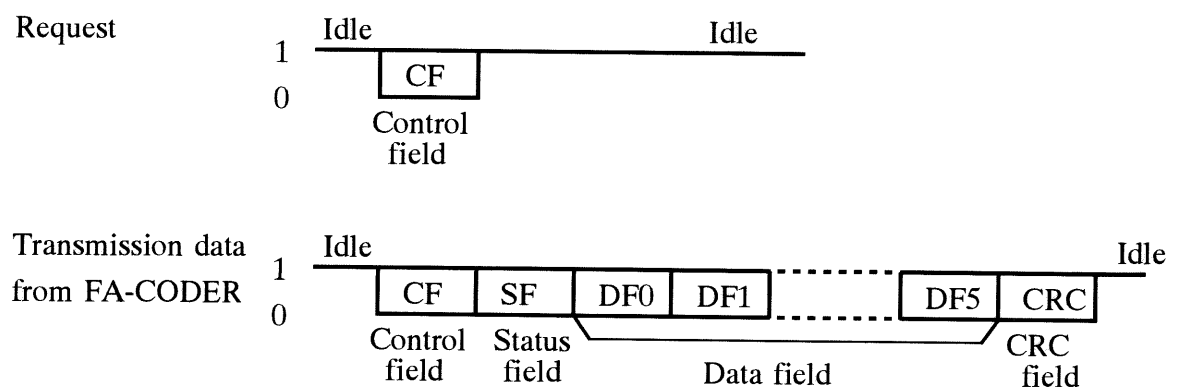 Request
Idle
Idle
1
0
CF
Control
field
Transmission data
from FA-CODER
Idle
Idle
1
0
CF
SF
DF0
DF1
DF5
CRC
Control
field
Status
field
Data field
CRC
field